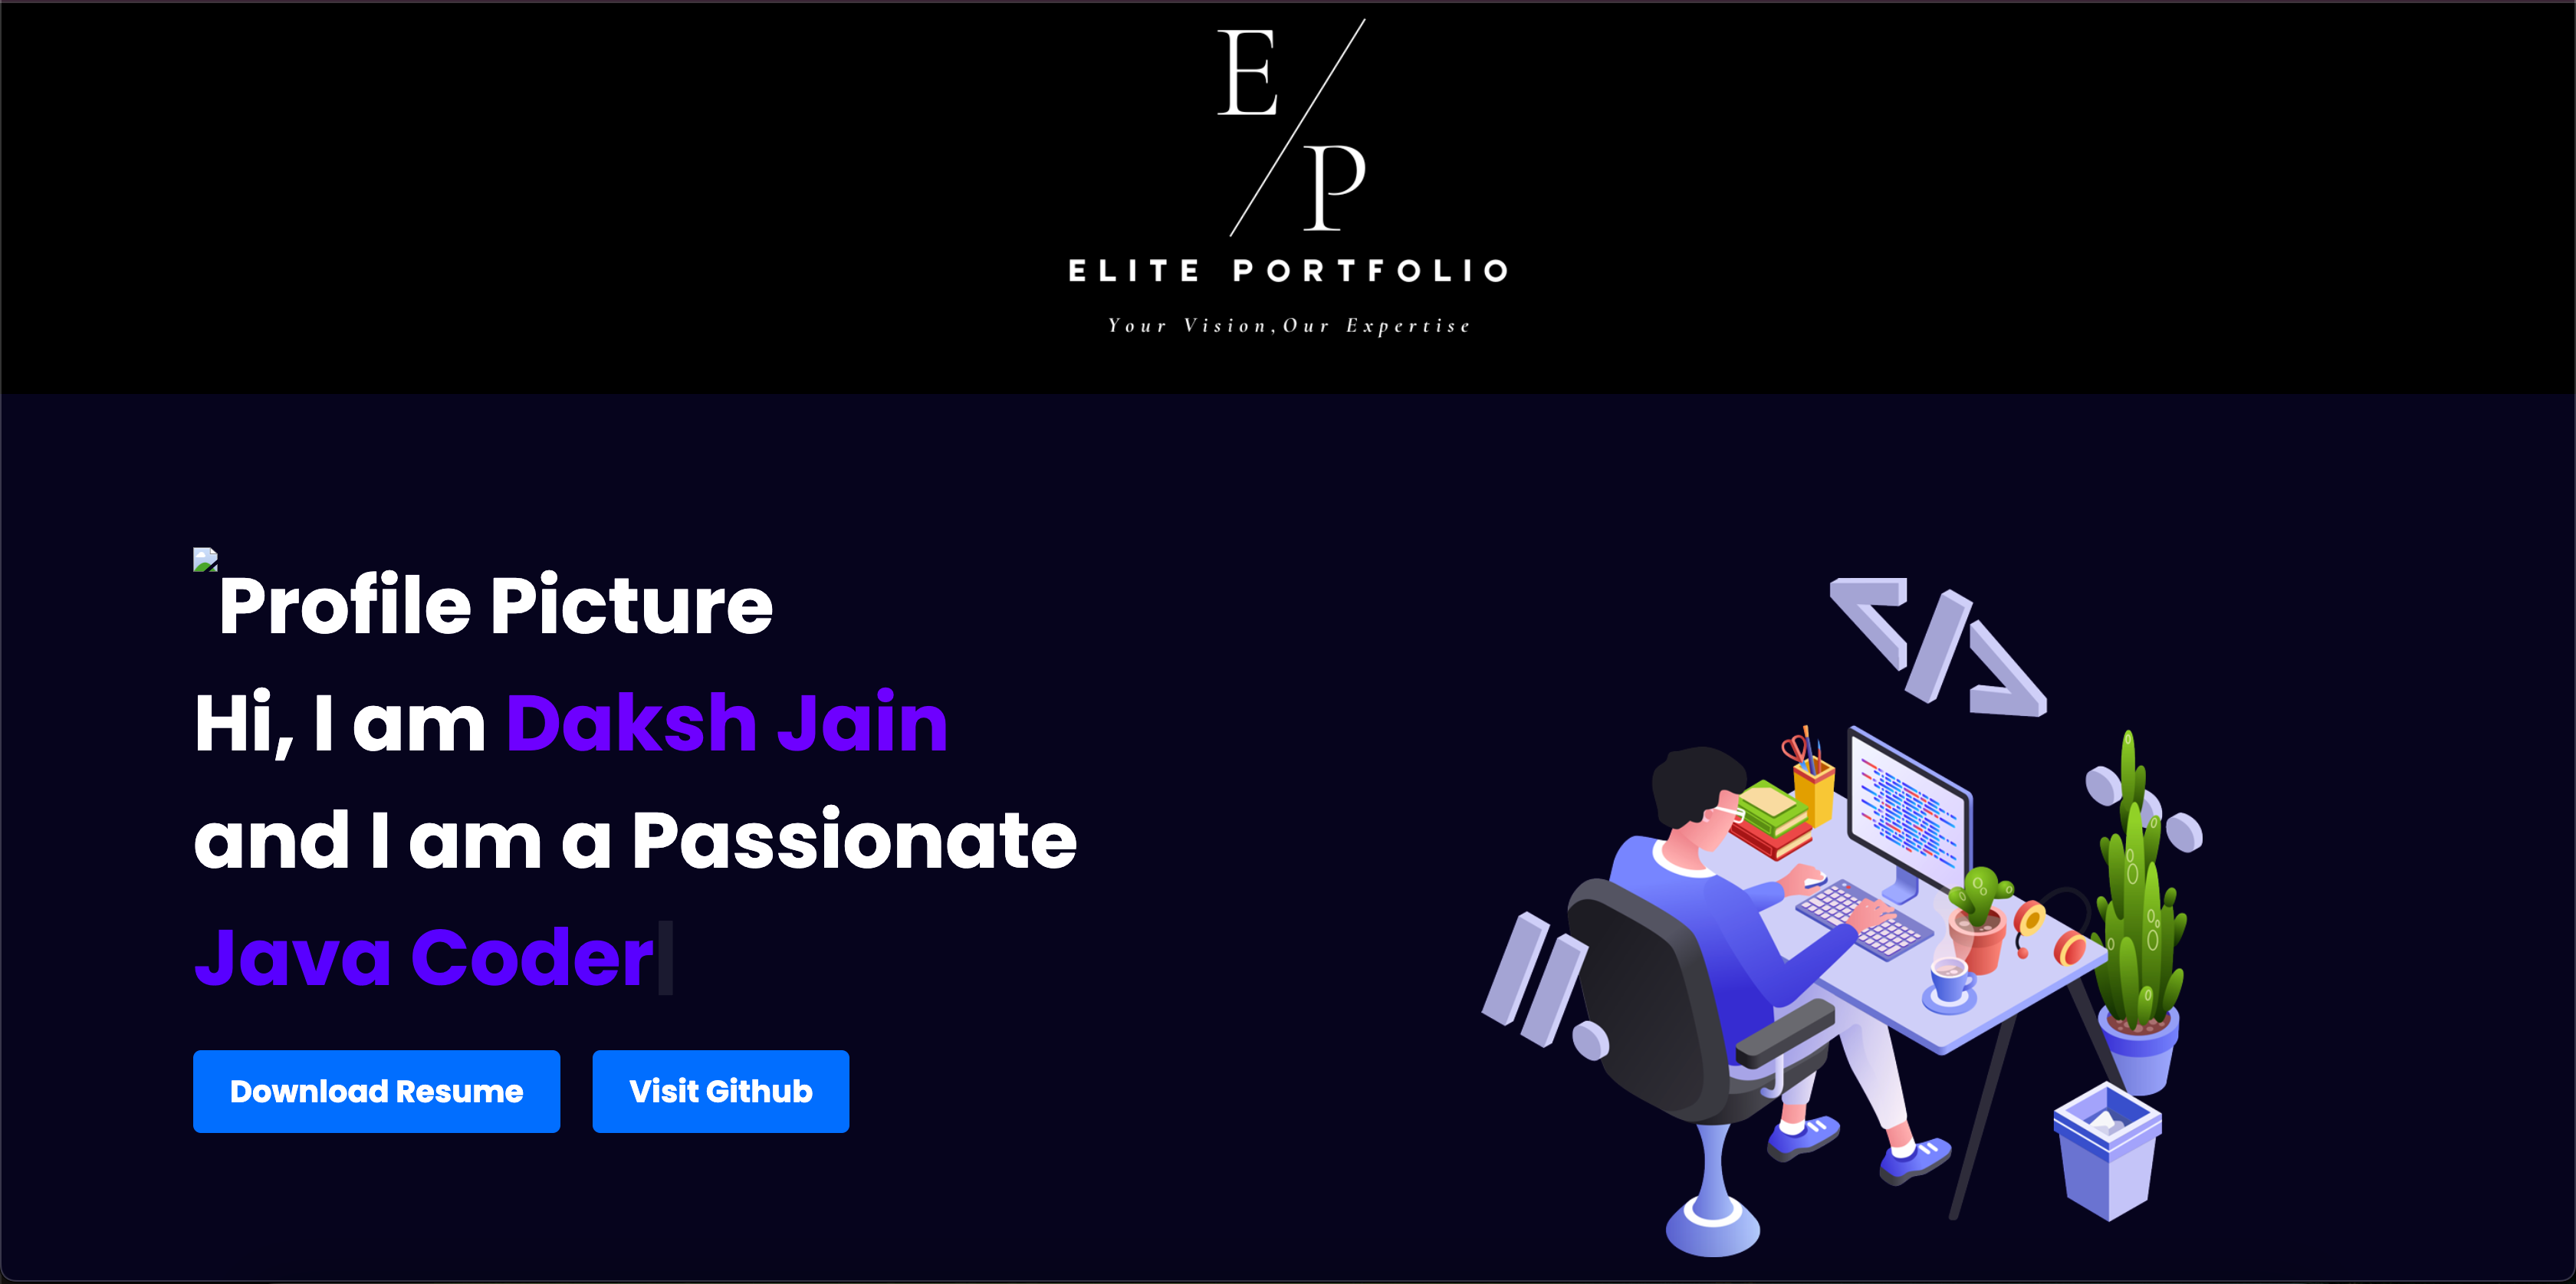 E
P
ELITE PORTFOLIO
Your Vision,Our Expertise
Profile Picture
Hi, I am Daksh Jain
and I am a Passionate
Java Coder
Download Resume
Visit Github